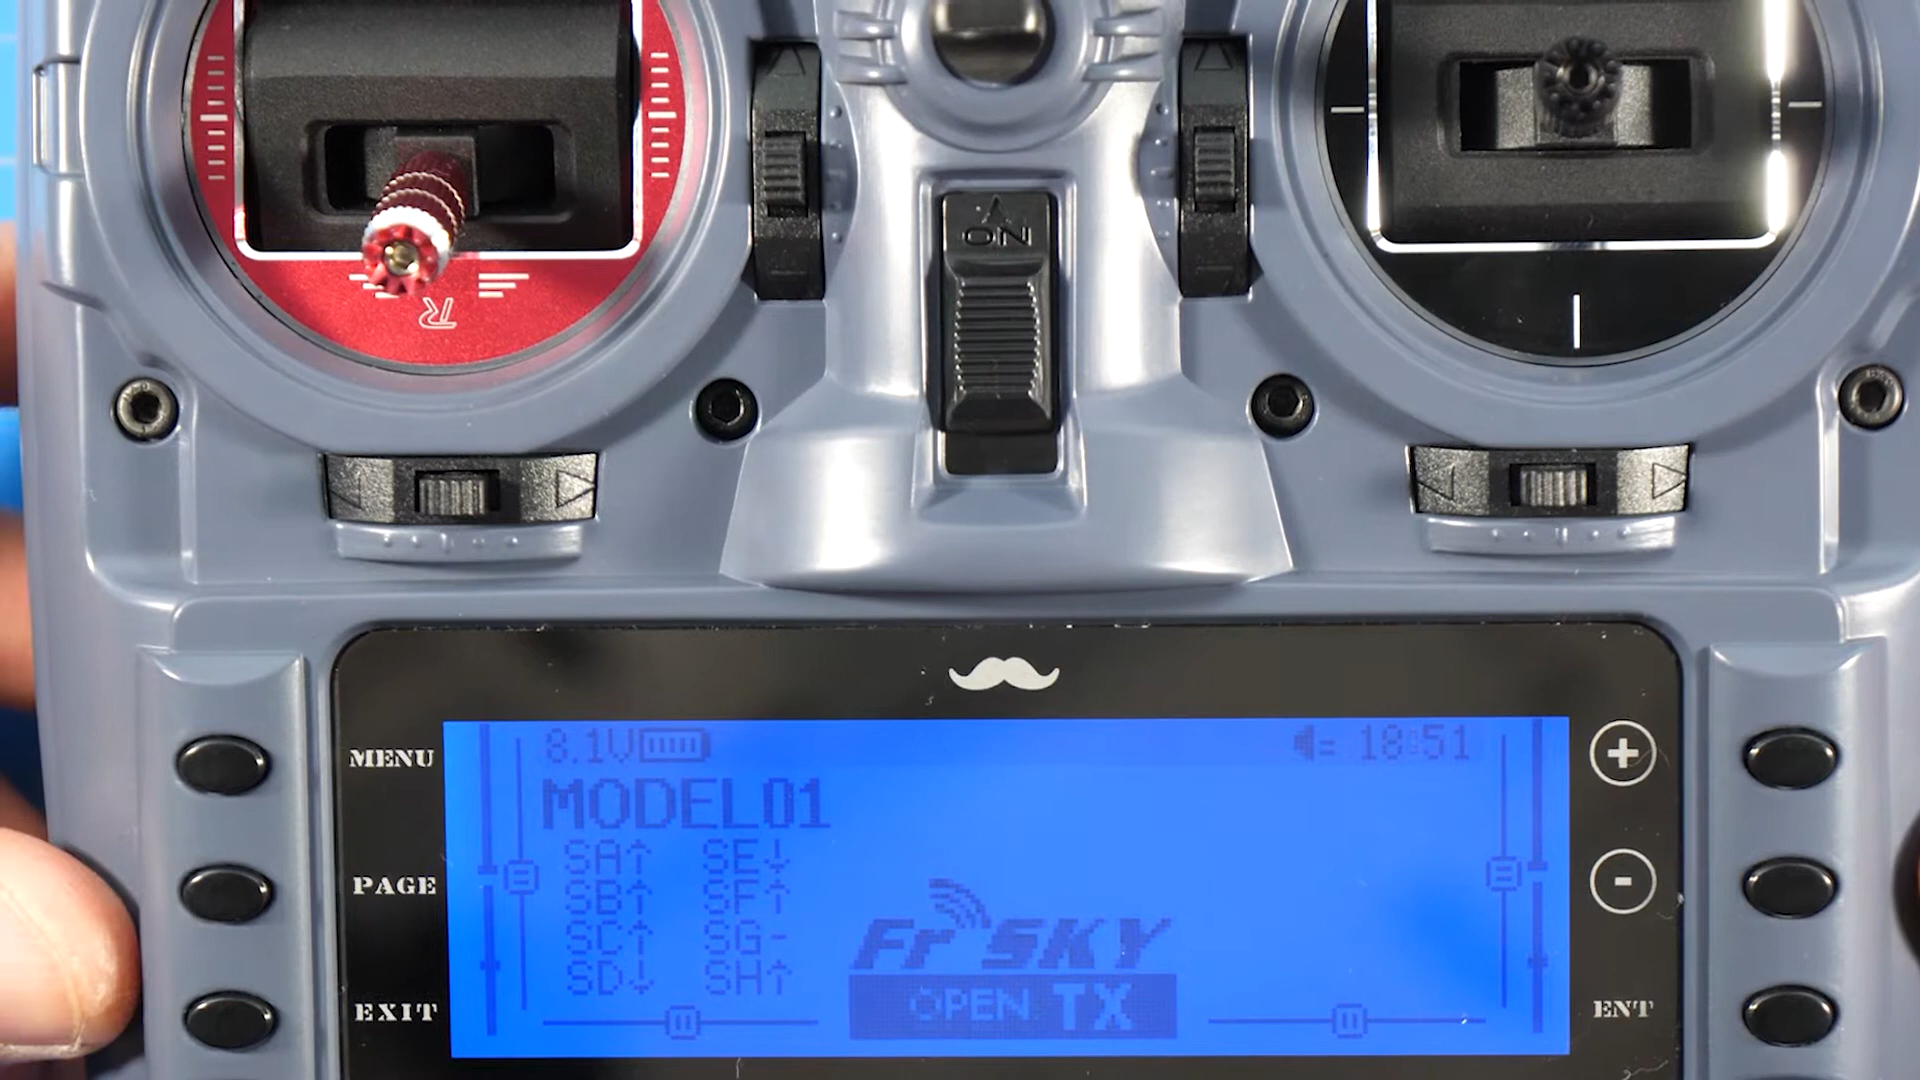 ON
R
MENU
PAGE
EXIT
8.1V
18:51
MODEL01
SA↑ SE↓
SB↑ SF↑
SC↑ SG-
SD↓ SH↑
FrSKY
OPEN TX
+
-
ENT